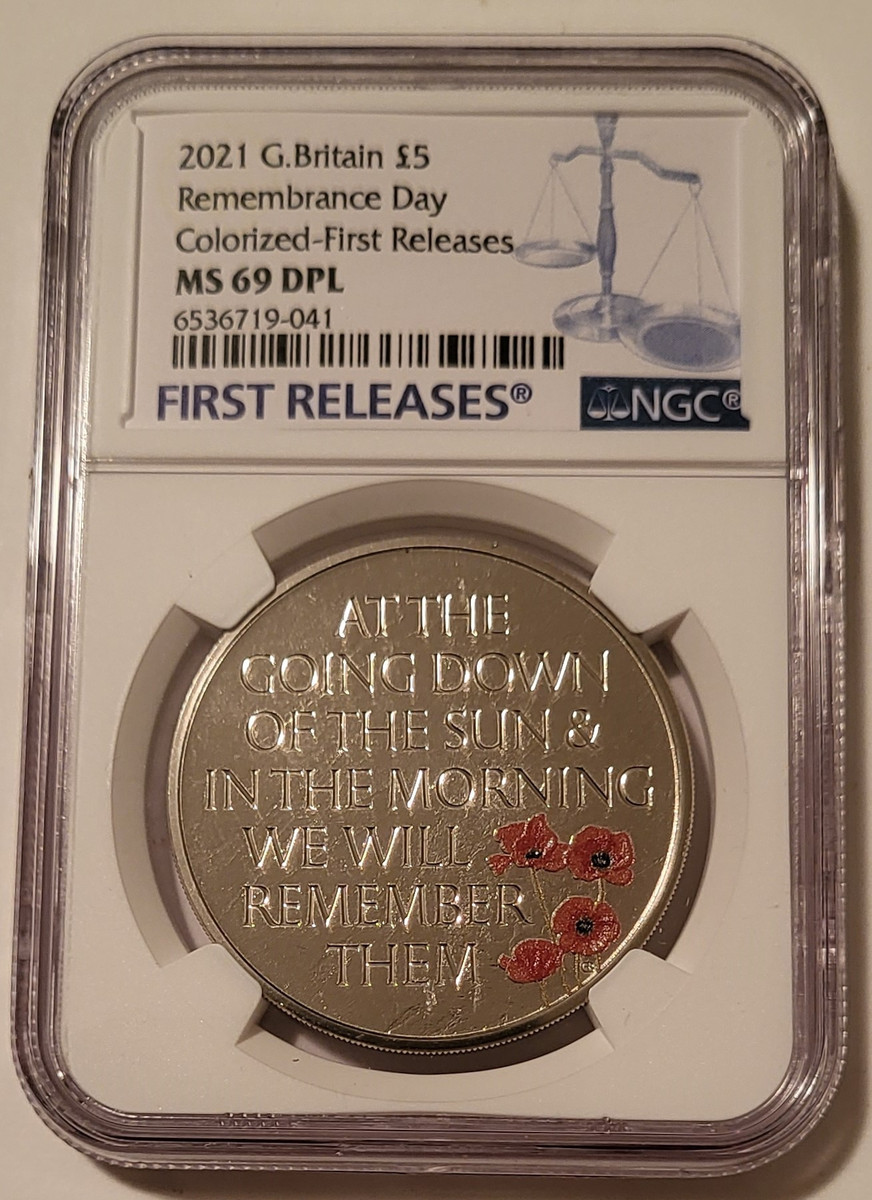 2021 G.Britain £5
Remembrance Day
Colorized-First Releases
MS 69 DPL
6536719-041
FIRST RELEASES®
NGC®
AT THE
GOING DOWN
OF THE SUN &
IN THE MORNING
WE WILL
REMEMBER
THEM